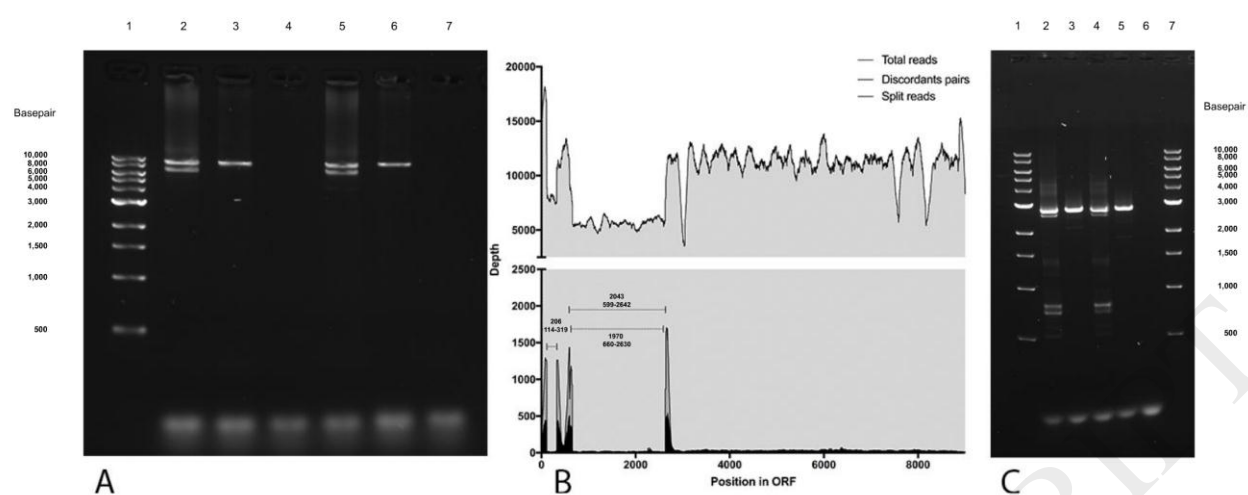 1 2 3 4 5 6 7
Basepair
10,000
8,000
6,000
5,000
4,000
3,000
2,000
1,500
1,000
500
A
20000
15000
10000
5000
2500
2000
1500
1000
500
0
Depth
Total reads
Discordants pairs
Split reads
2043
599-2642
206
114-319
1970
660-2630
0 2000 4000 6000 8000
Position in ORF
B
1 2 3 4 5 6 7
Basepair
10,000
8,000
6,000
5,000
4,000
3,000
2,000
1,500
1,000
500
C